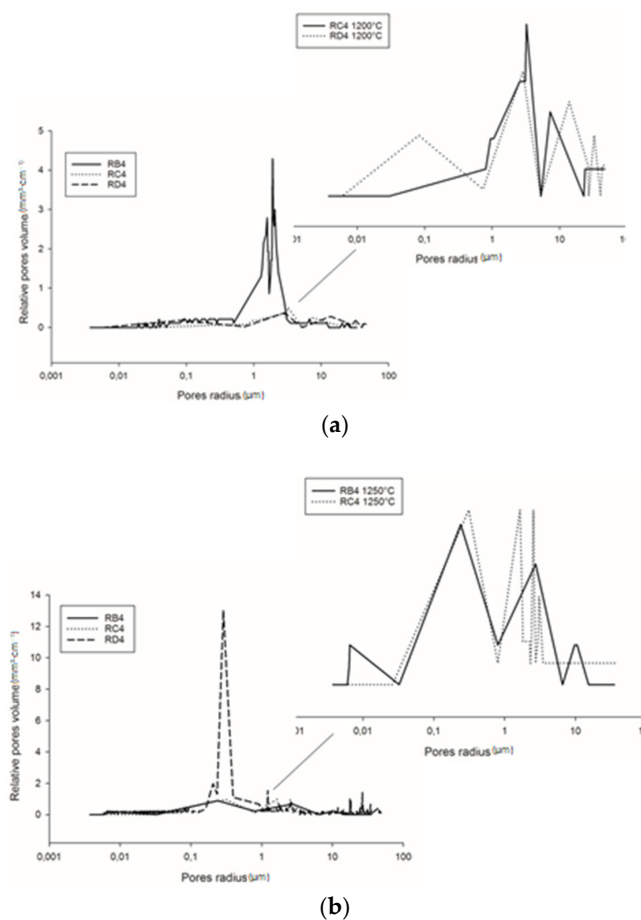 RC4 1200°C
RD4 1200°C
01 0,01 0,1 1 10
Pores radius (µm)
5
4
3
2
1
0
Relative pores volume (mm³·cm⁻¹)
RB4
RC4
RD4
0,001 0,01 0,1 1 10 100
Pores radius (µm)
(a)
RB4 1250°C
RC4 1250°C
01 0,01 0,1 1 10
Pores radius (µm)
14
12
10
8
6
4
2
0
Relative pores volume (mm³·cm⁻¹)
RB4
RC4
RD4
0,001 0,01 0,1 1 10 100
Pores radius (µm)
(b)